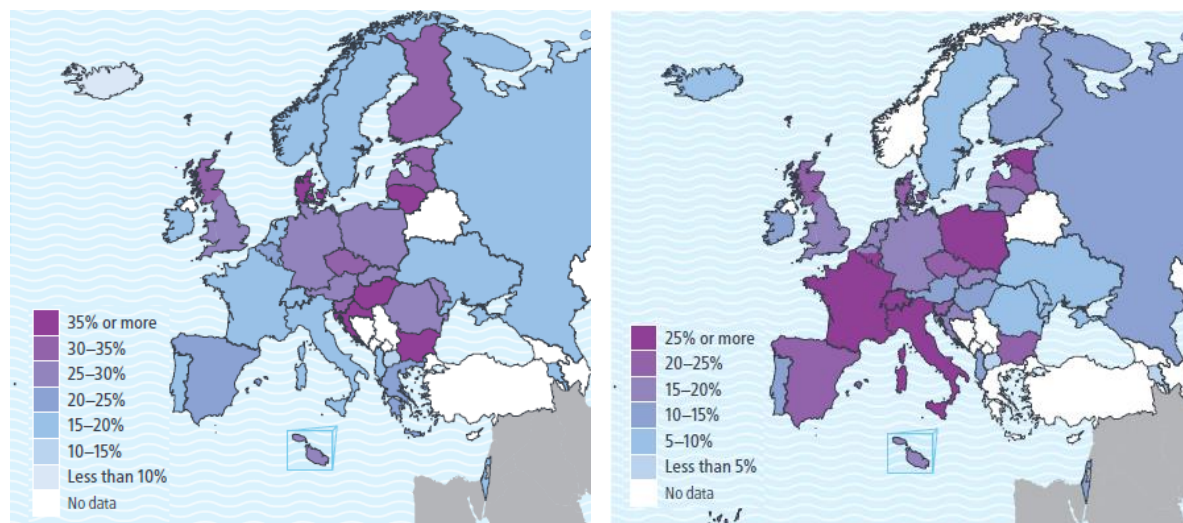 35% or more
30–35%
25–30%
20–25%
15–20%
10–15%
Less than 10%
No data
25% or more
20–25%
15–20%
10–15%
5–10%
Less than 5%
No data